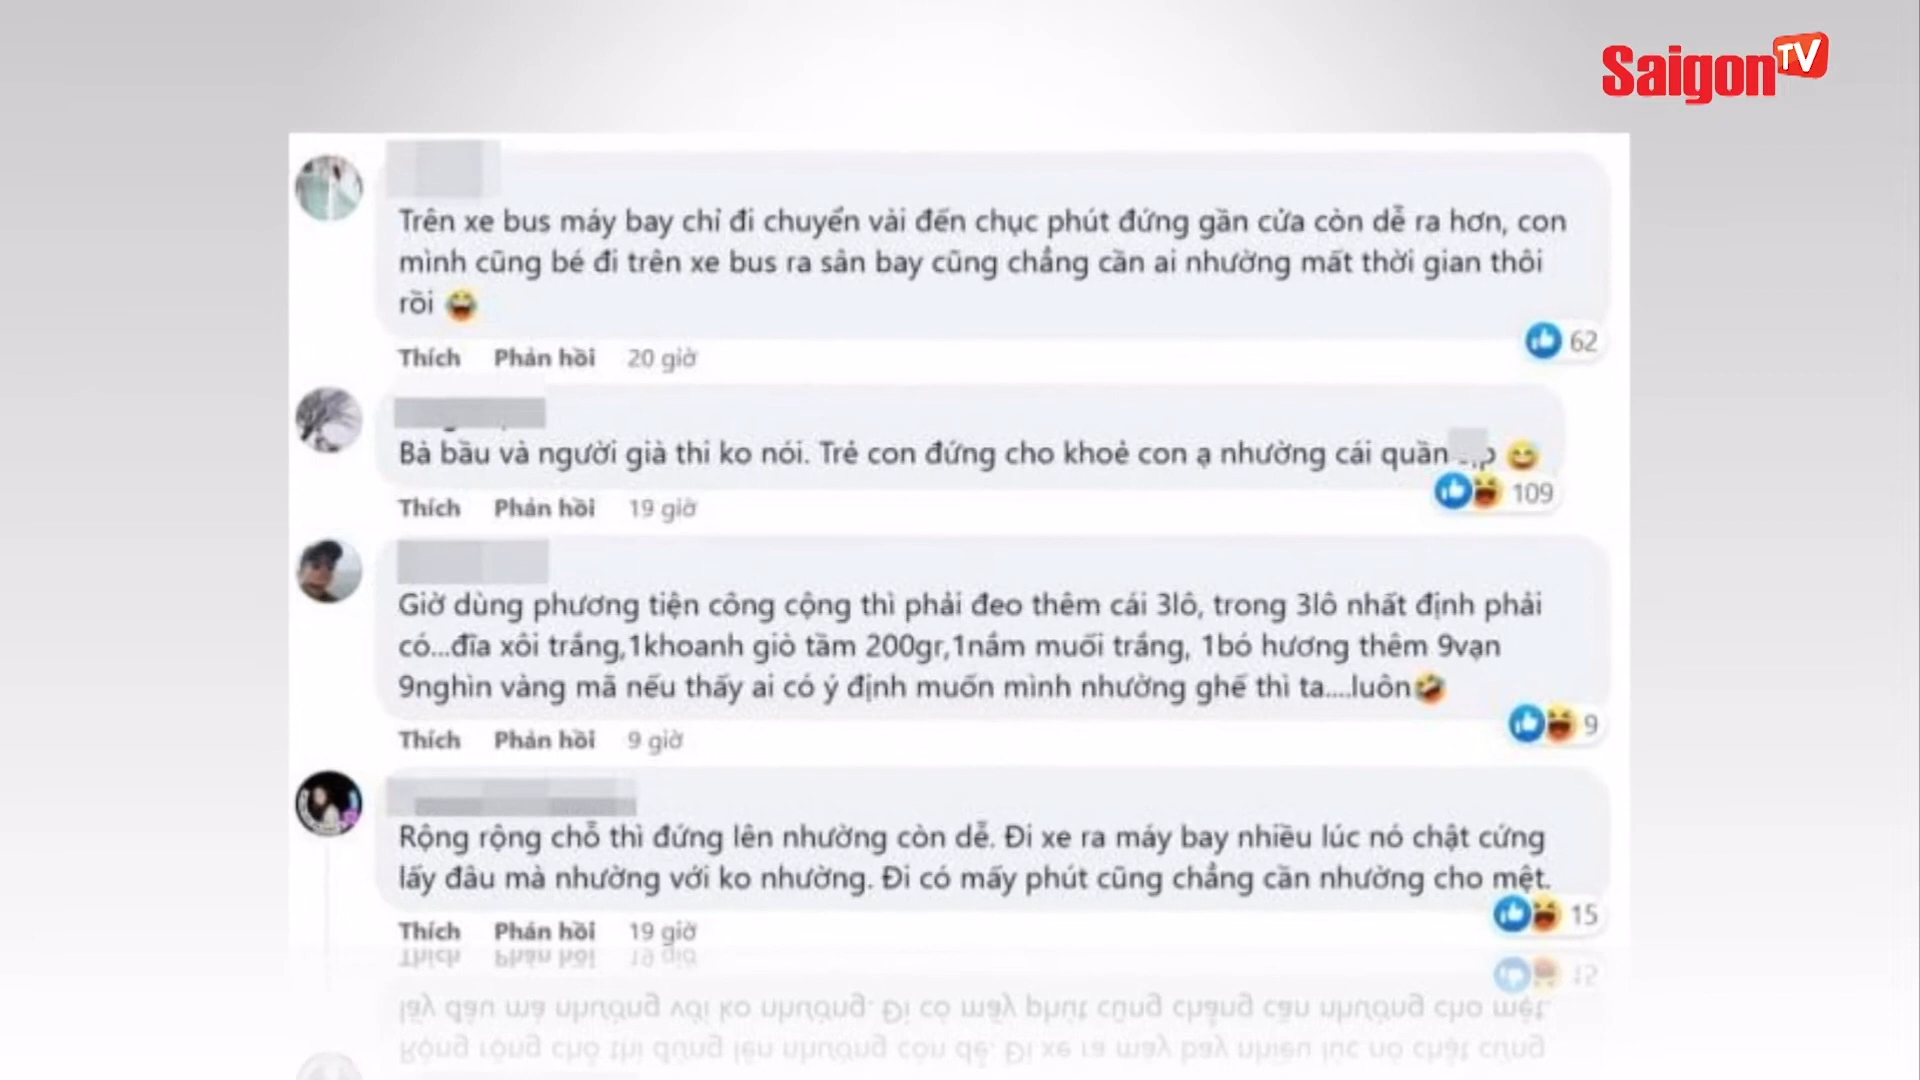 Saigon TV
Trên xe bus máy bay chỉ đi chuyển vài đến chục phút đứng gần cửa còn dễ ra hơn, con
mình cũng bé đi trên xe bus ra sân bay cũng chẳng cần ai nhường mất thời gian thôi
rồi 😂
62
Thích Phản hồi 20 giờ
Bà bầu và người già thi ko nói. Trẻ con đứng cho khoẻ con ạ nhường cái quần 😅
109
Thích Phản hồi 19 giờ
Giờ dùng phương tiện công cộng thì phải đeo thêm cái 3lô, trong 3lô nhất định phải
có...đĩa xôi trắng,1khoanh giò tầm 200gr,1nắm muối trắng, 1bó hương thêm 9vạn
9nghìn vàng mã nếu thấy ai có ý định muốn mình nhường ghế thì ta....luôn🤣
9
Thích Phản hồi 9 giờ
Rộng rộng chỗ thì đứng lên nhường còn dễ. Đi xe ra máy bay nhiều lúc nó chật cứng
lấy đâu mà nhường với ko nhường. Đi có mấy phút cũng chẳng cần nhường cho mệt.
15
Thích Phản hồi 19 giờ